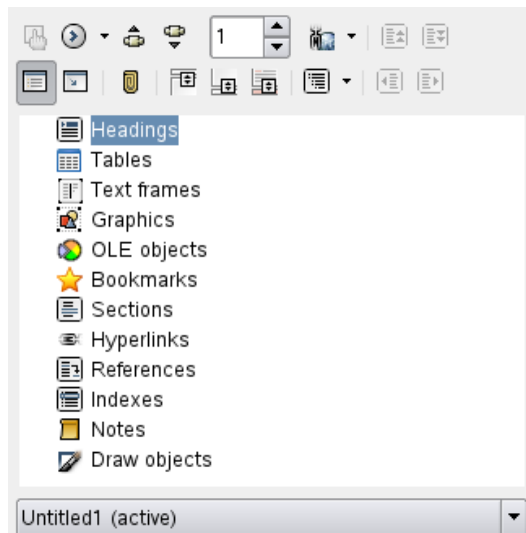 1
Headings
Tables
Text frames
Graphics
OLE objects
Bookmarks
Sections
Hyperlinks
References
Indexes
Notes
Draw objects
Untitled1 (active)